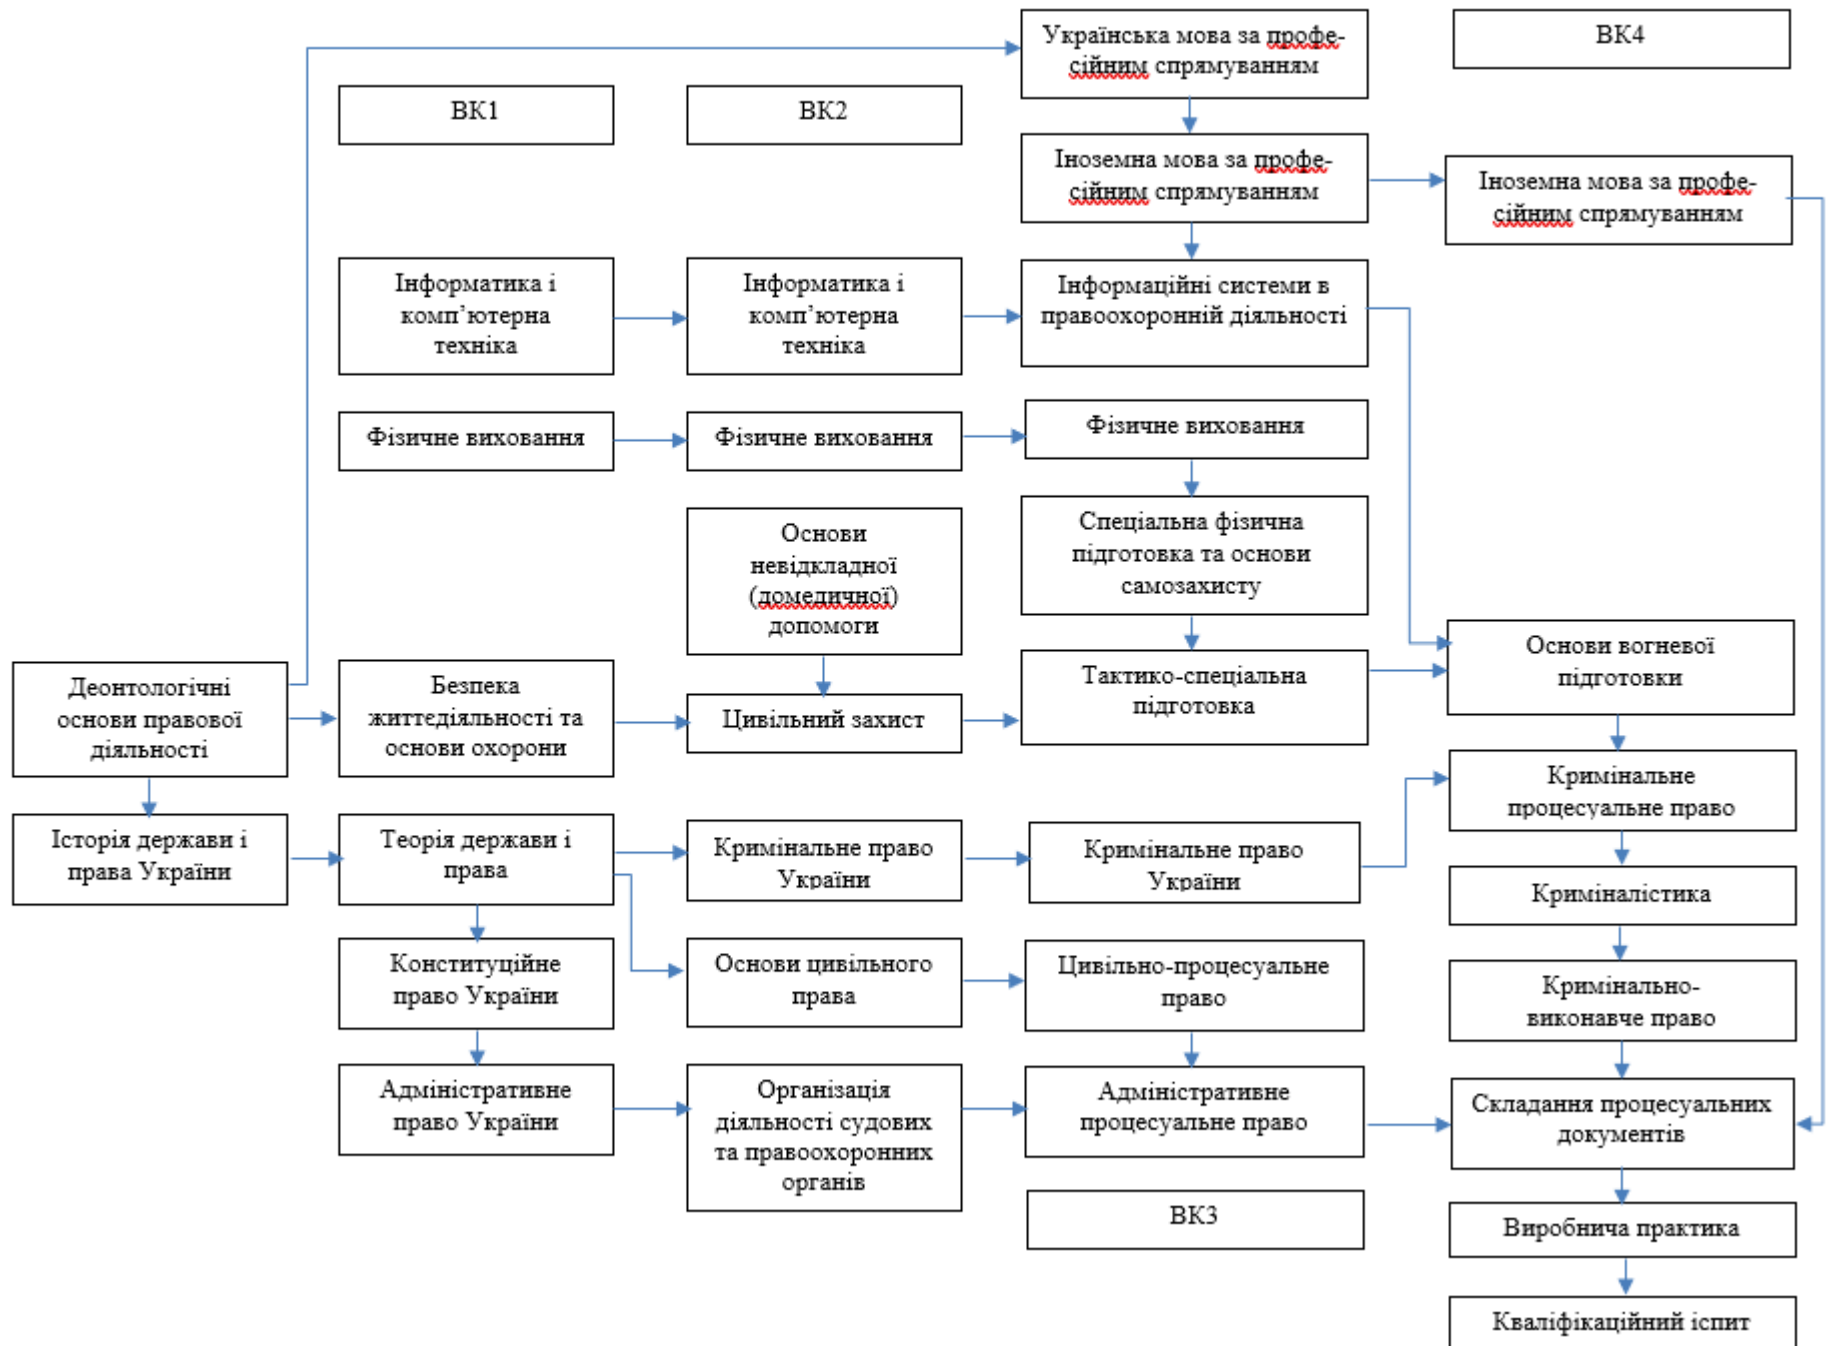 Українська мова за профе-
сійним спрямуванням
ВК4
ВК1
ВК2
Іноземна мова за профе-
сійним спрямуванням
Іноземна мова за профе-
сійним спрямуванням
Інформатика і
комп’ютерна
техніка
Інформатика і
комп’ютерна
техніка
Інформаційні системи в
правоохоронній діяльності
Фізичне виховання
Фізичне виховання
Фізичне виховання
Основи
невідкладної
(домедичної)
допомоги
Спеціальна фізична
підготовка та основи
самозахисту
Деонтологічні
основи правової
діяльності
Безпека
життедіяльності та
основи охорони
Цивільний захист
Тактико-спеціальна
підготовка
Основи вогневої
підготовки
Кримінальне
процесуальне право
Історія держави і
права України
Теорія держави і
права
Кримінальне право
України
Кримінальне право
України
Криміналістика
Конституційне
право України
Основи цивільного
права
Цивільно-процесуальне
право
Кримінально-
виконавче право
Адміністративне
право України
Організація
діяльності судових
та правоохоронних
органів
Адміністративне
процесуальне право
Складання процесуальних
документів
ВК3
Виробнича практика
Кваліфікаційний іспит